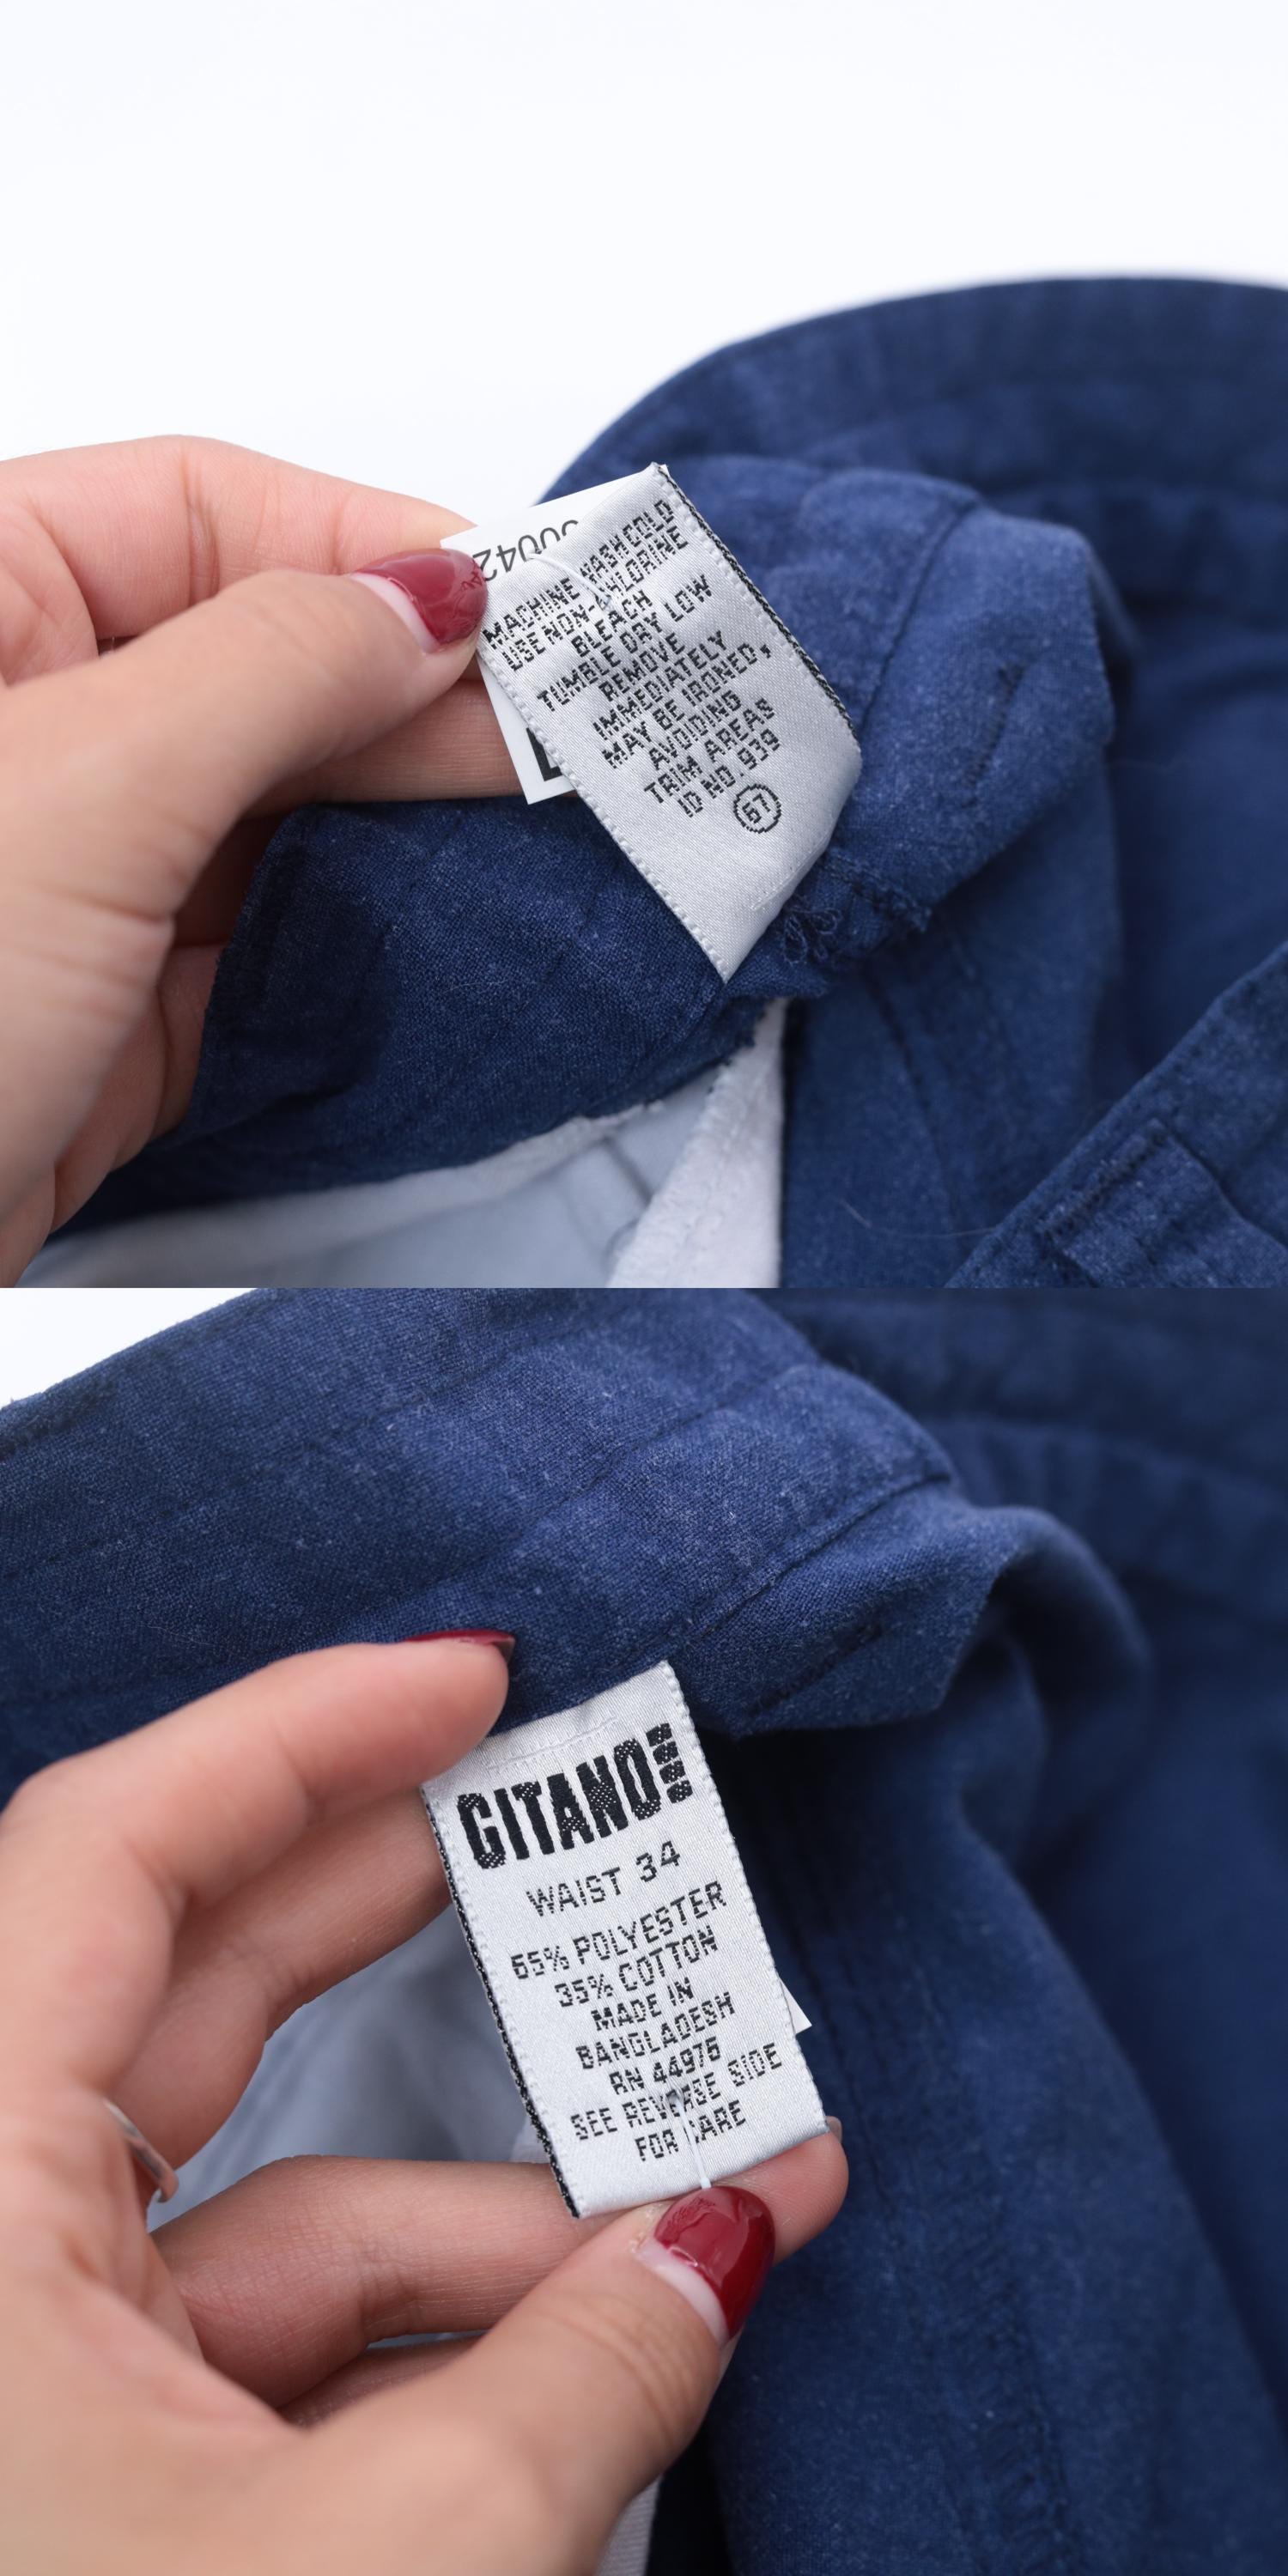 0042
MACHINE WASH COLD
USE NON-CHLORINE
BLEACH
TUMBLE DRY LOW
REMOVE
IMMEDIATELY
MAY BE IRONED,
AVOIDING
TRIM AREAS
ID NO. 939
67
GITANO
WAIST 34
65% POLYESTER
35% COTTON
MADE IN
BANGLADESH
RN 44976
SEE REVERSE SIDE
FOR CARE